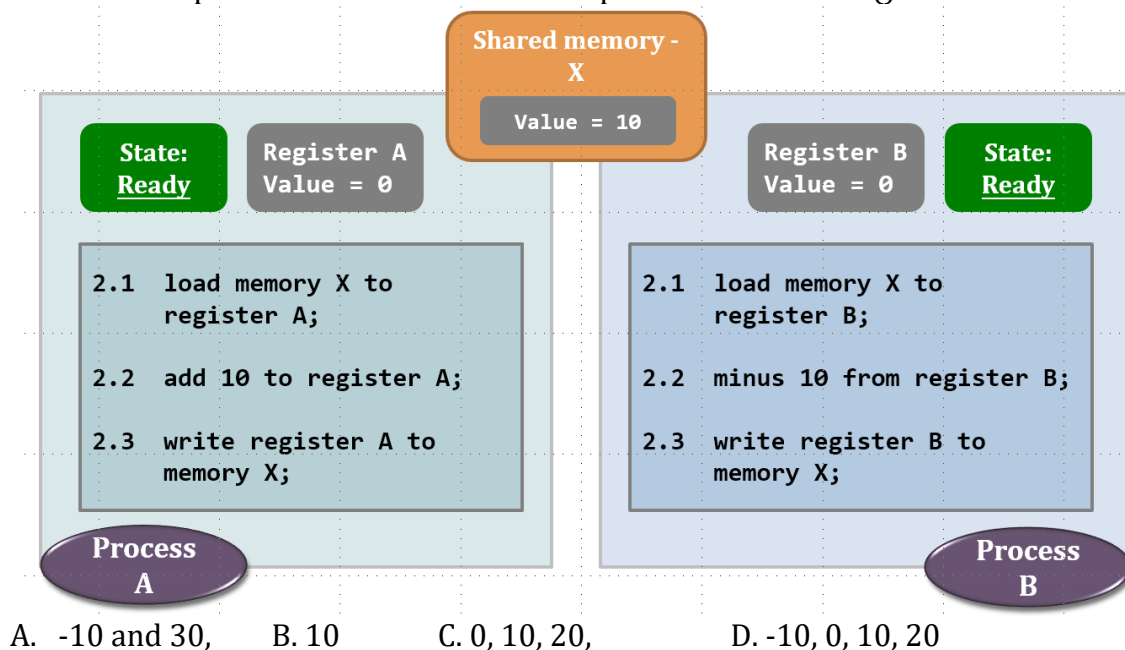 Shared memory -
X
Value = 10
State:
Ready
Register A
Value = 0
Register B
Value = 0
State:
Ready
2.1 load memory X to
register A;
2.2 add 10 to register A;
2.3 write register A to
memory X;
2.1 load memory X to
register B;
2.2 minus 10 from register B;
2.3 write register B to
memory X;
Process
A
Process
B
A. -10 and 30, B. 10 C. 0, 10, 20, D. -10, 0, 10, 20